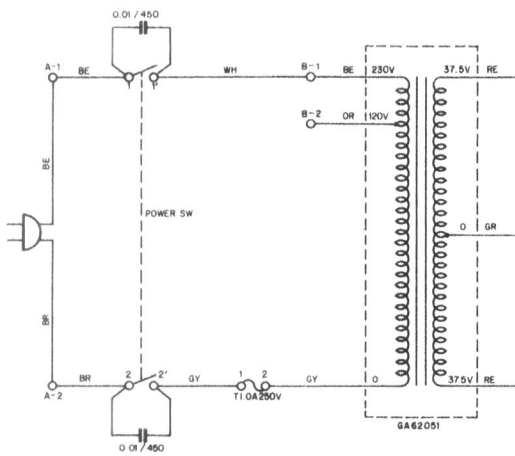 0.01/450
A-1
BE
1
1'
WH
B-1
BE
230V
37.5V
RE
B-2
OR
120V
BE
POWER SW
0
GR
BR
A-2
BR
2
2'
GY
1
2
T1.0A250V
GY
0
37.5V
RE
0.01/450
GA62051